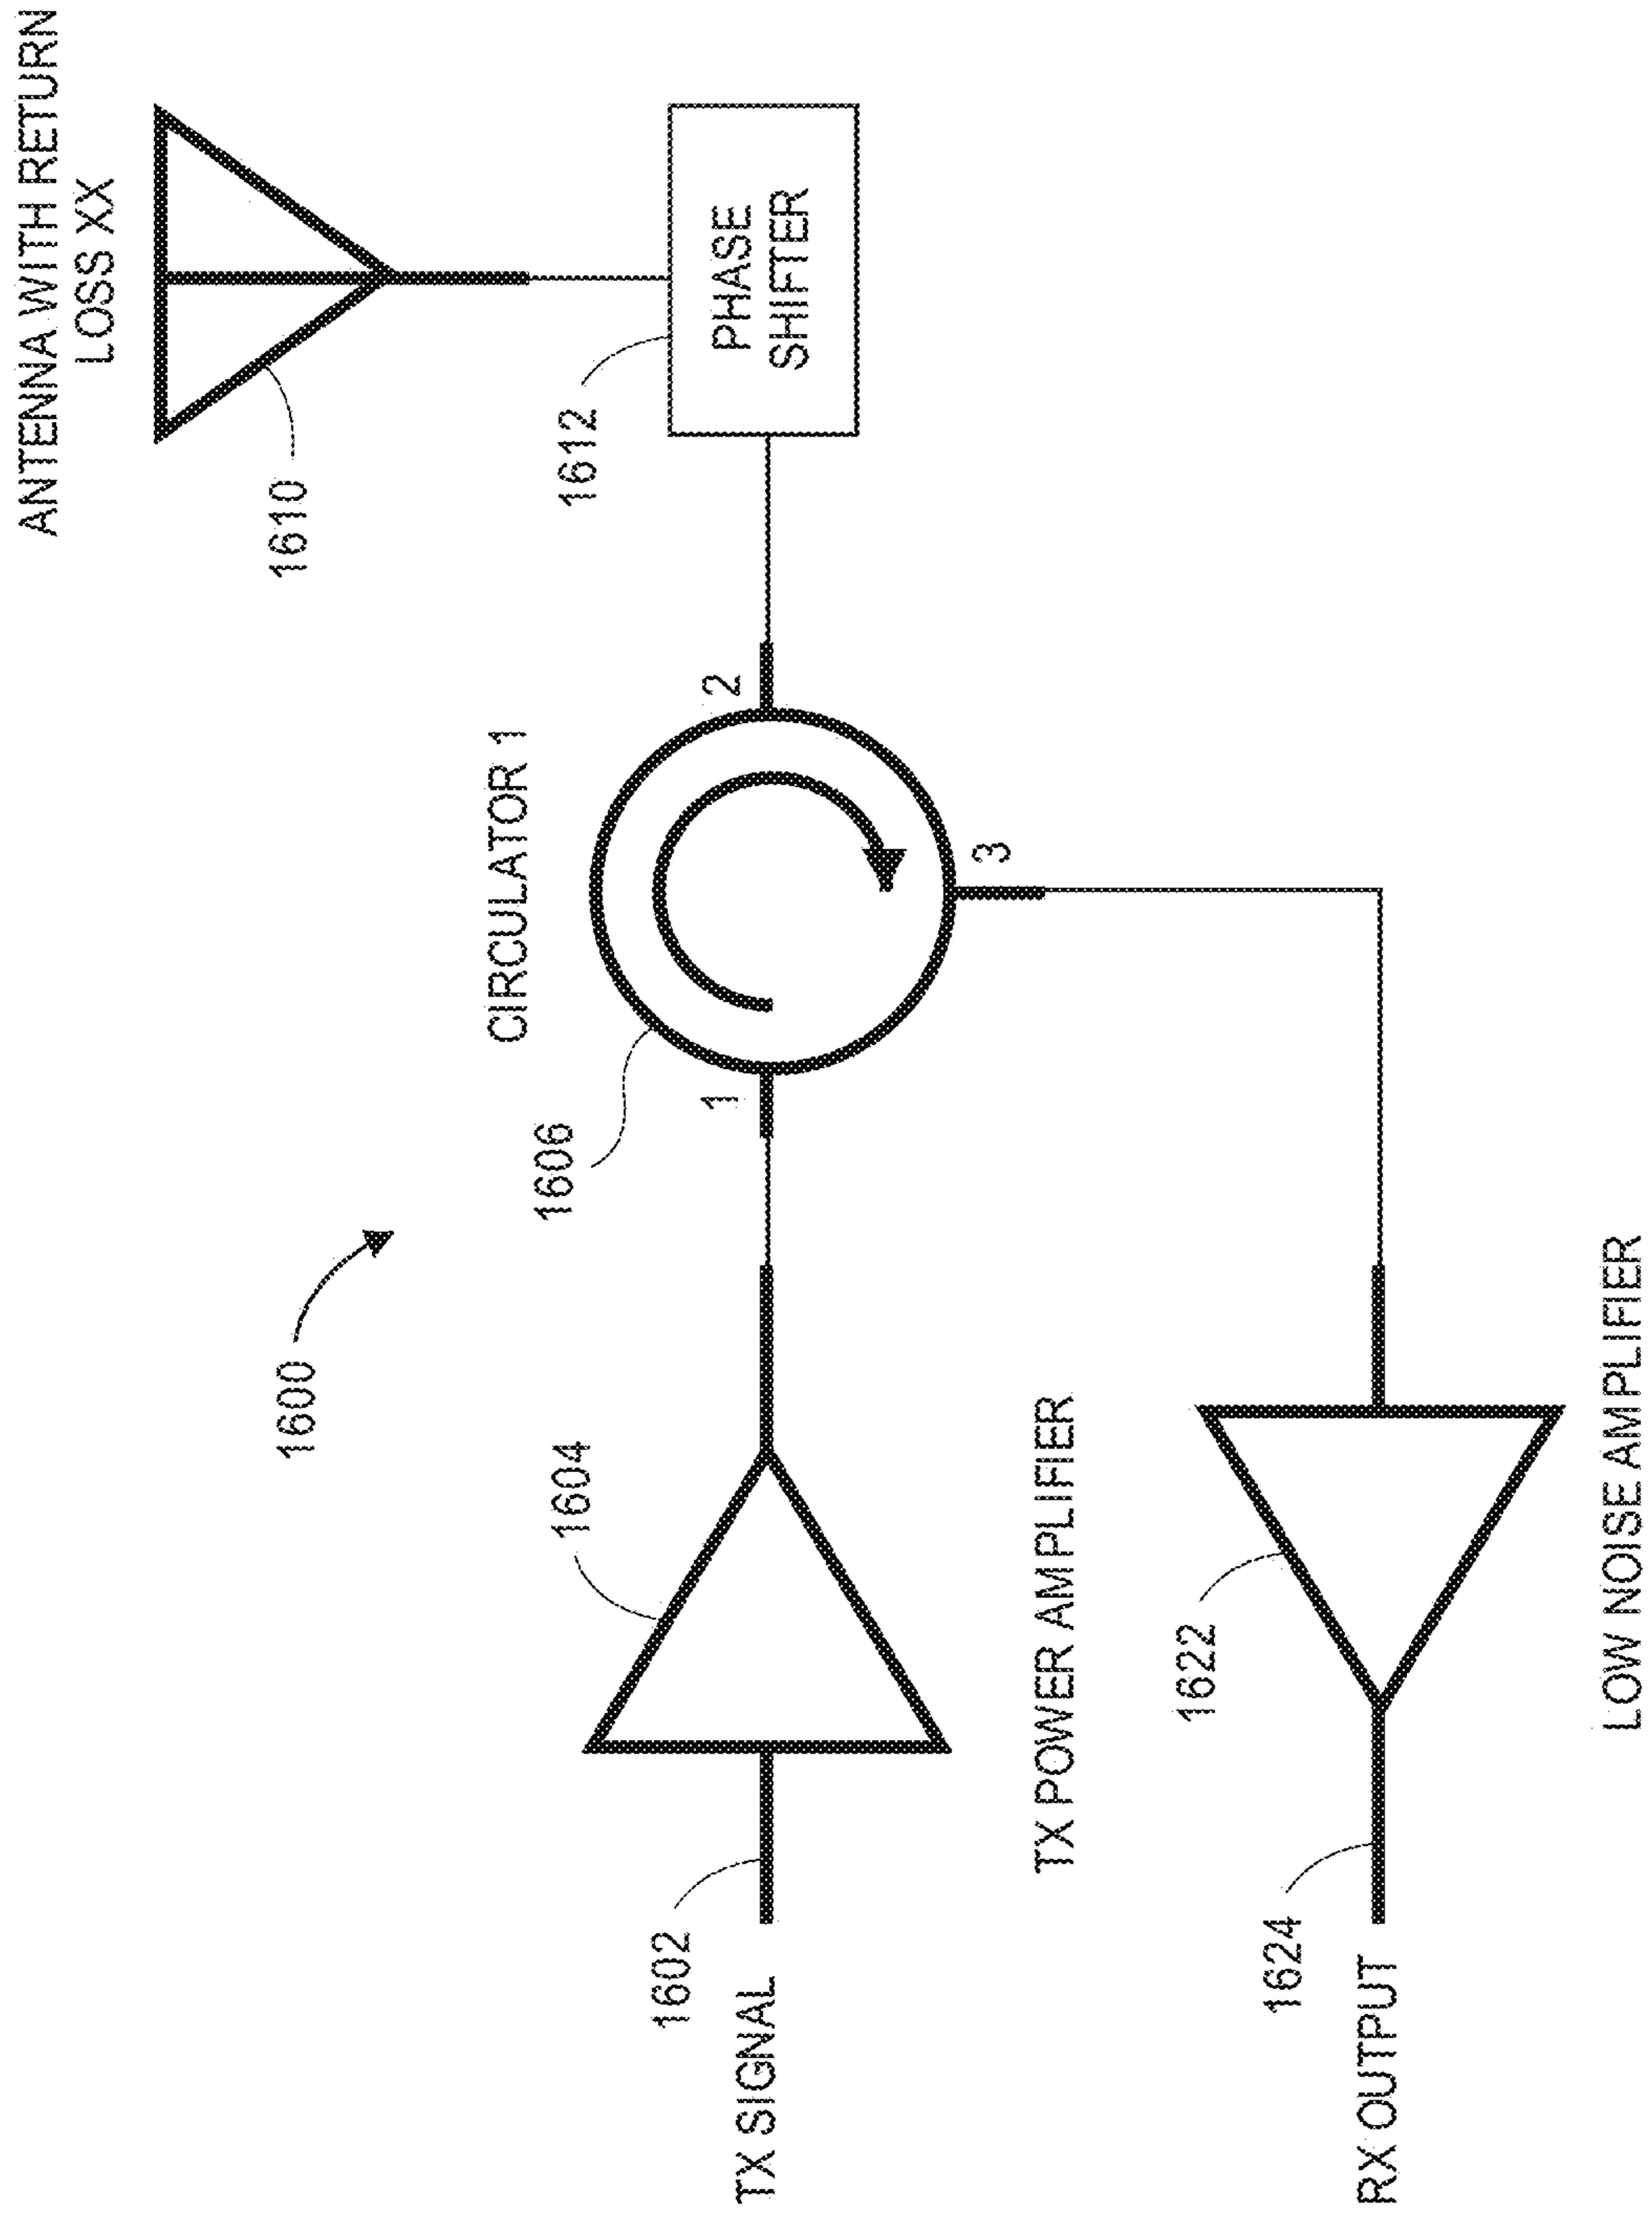 ANTENNA WITH RETURN
LOSS XX
1610
1612
PHASE
SHIFTER
CIRCULATOR 1
1606
1
2
3
1600
1604
TX POWER AMPLIFIER
1602
TX SIGNAL
1622
LOW NOISE AMPLIFIER
1624
RX OUTPUT